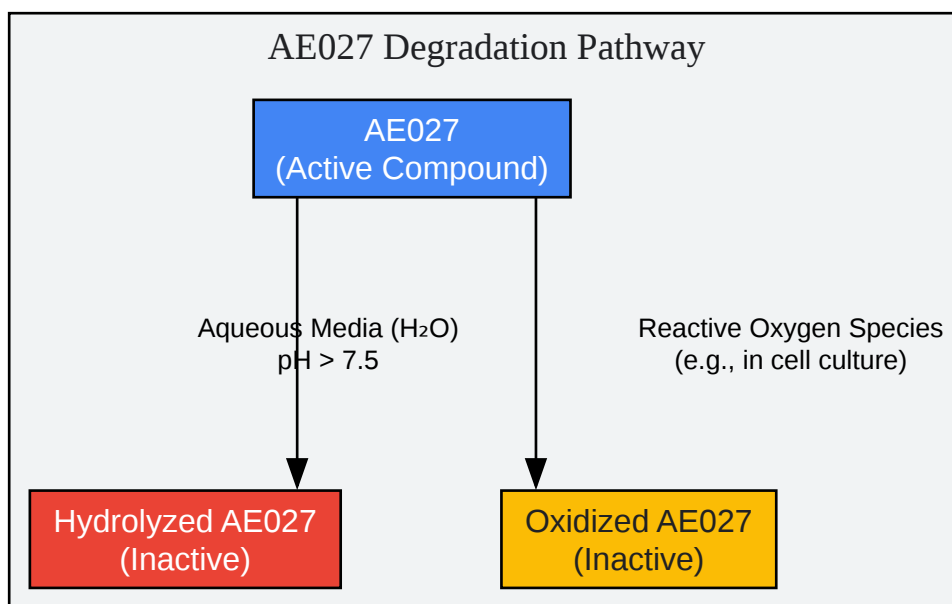 AE027 Degradation Pathway
AE027
(Active Compound)
Aqueous Media (H₂O)
pH > 7.5
Reactive Oxygen Species
(e.g., in cell culture)
Hydrolyzed AE027
(Inactive)
Oxidized AE027
(Inactive)